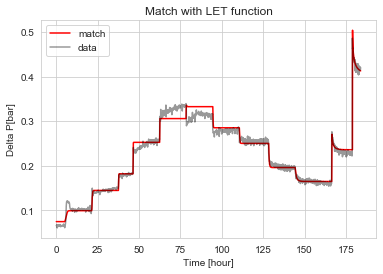 Match with LET function
match
data
Delta P[bar]
0.5
0.4
0.3
0.2
0.1
0 25 50 75 100 125 150 175
Time [hour]